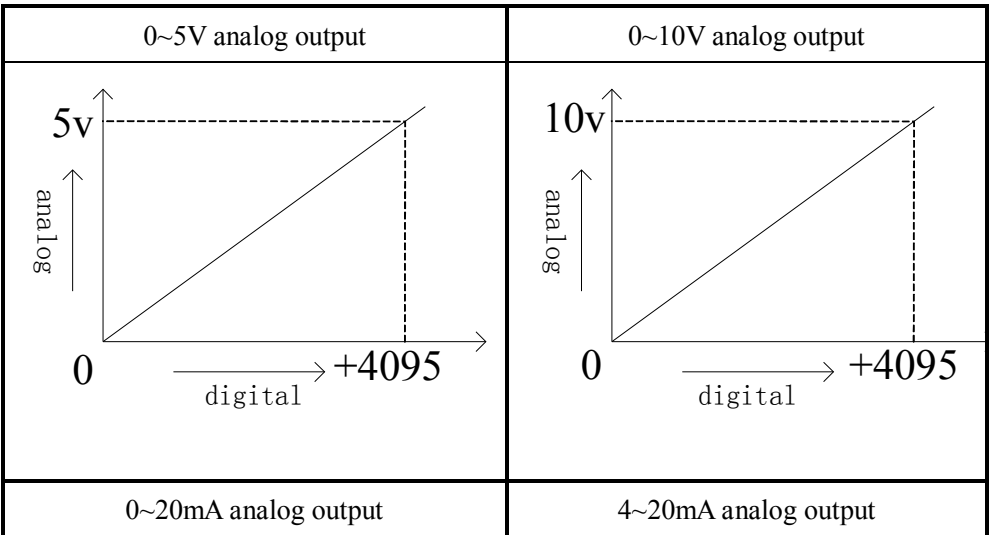 0~5V analog output
0~10V analog output
5v
analog
0
+4095
digital
10v
analog
0
+4095
digital
0~20mA analog output
4~20mA analog output